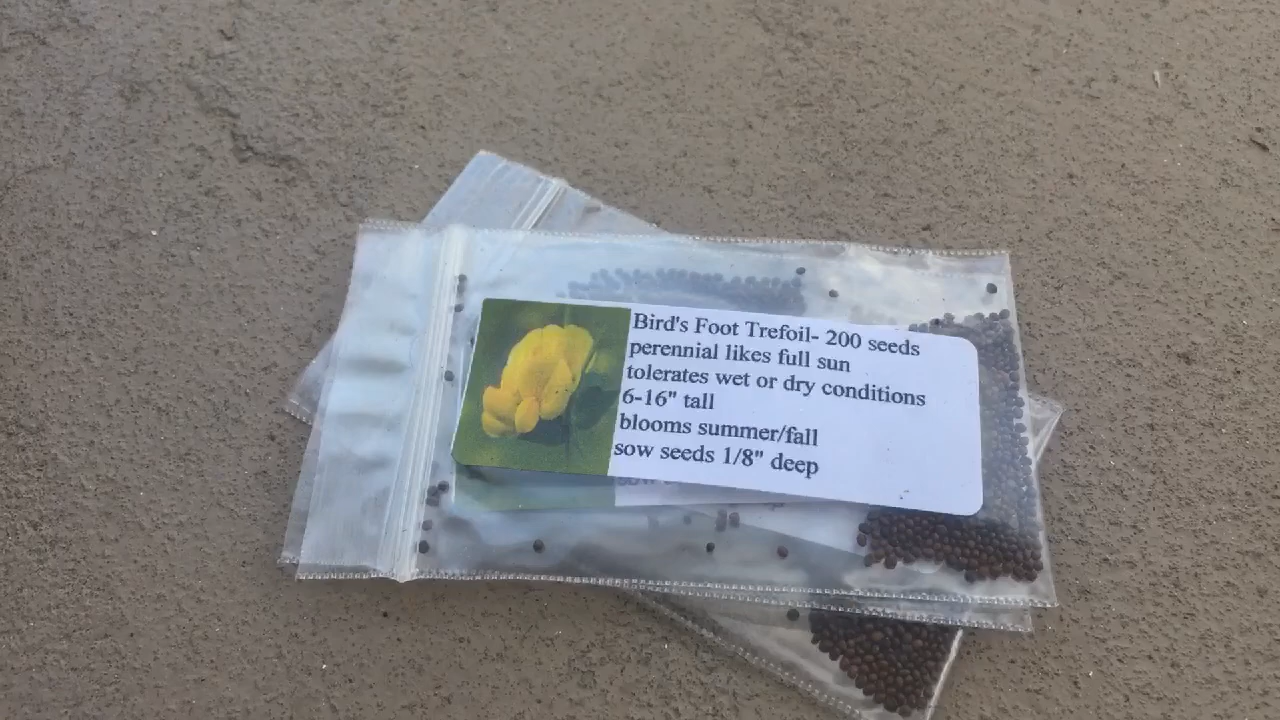 Bird's Foot Trefoil- 200 seeds
perennial likes full sun
tolerates wet or dry conditions
6-16" tall
blooms summer/fall
sow seeds 1/8" deep